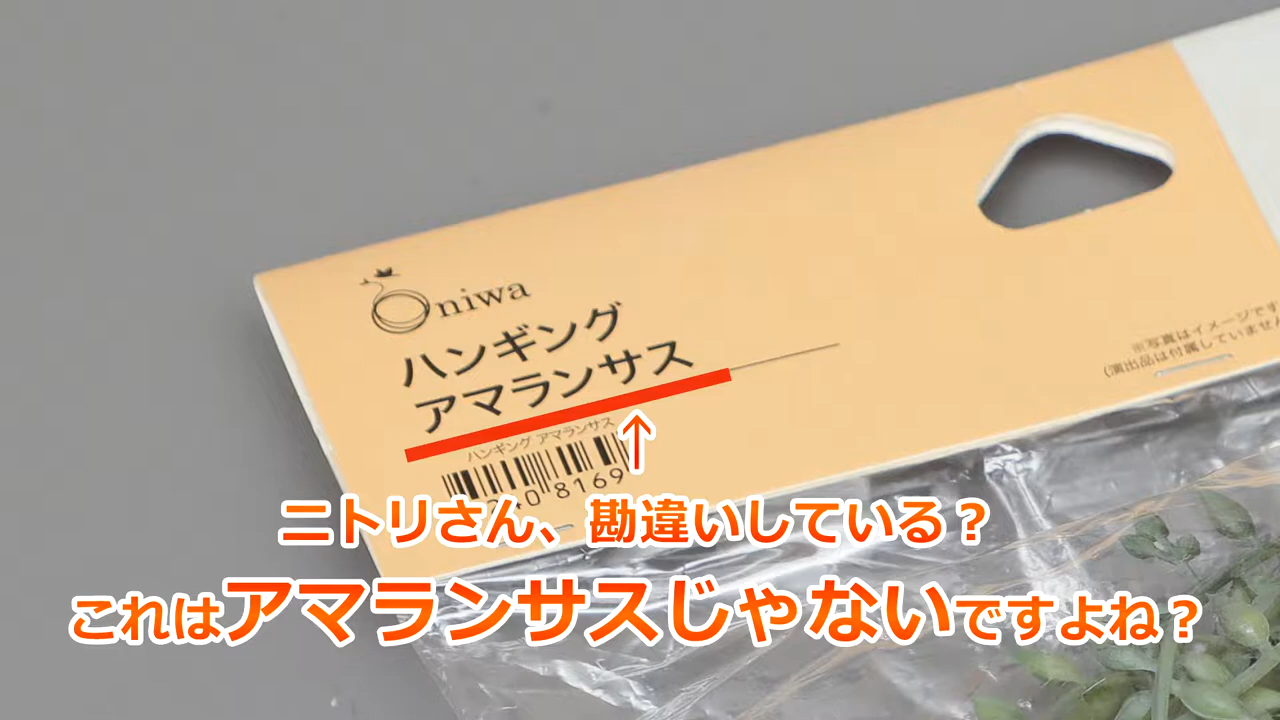 Oniwa
ハンギング
アマランサス
ハンギング アマランサス
8169
※写真はイメージです
(演出品は付属していません
↑
ニトリさん、勘違いしている？
これはアマランサスじゃないですよね？